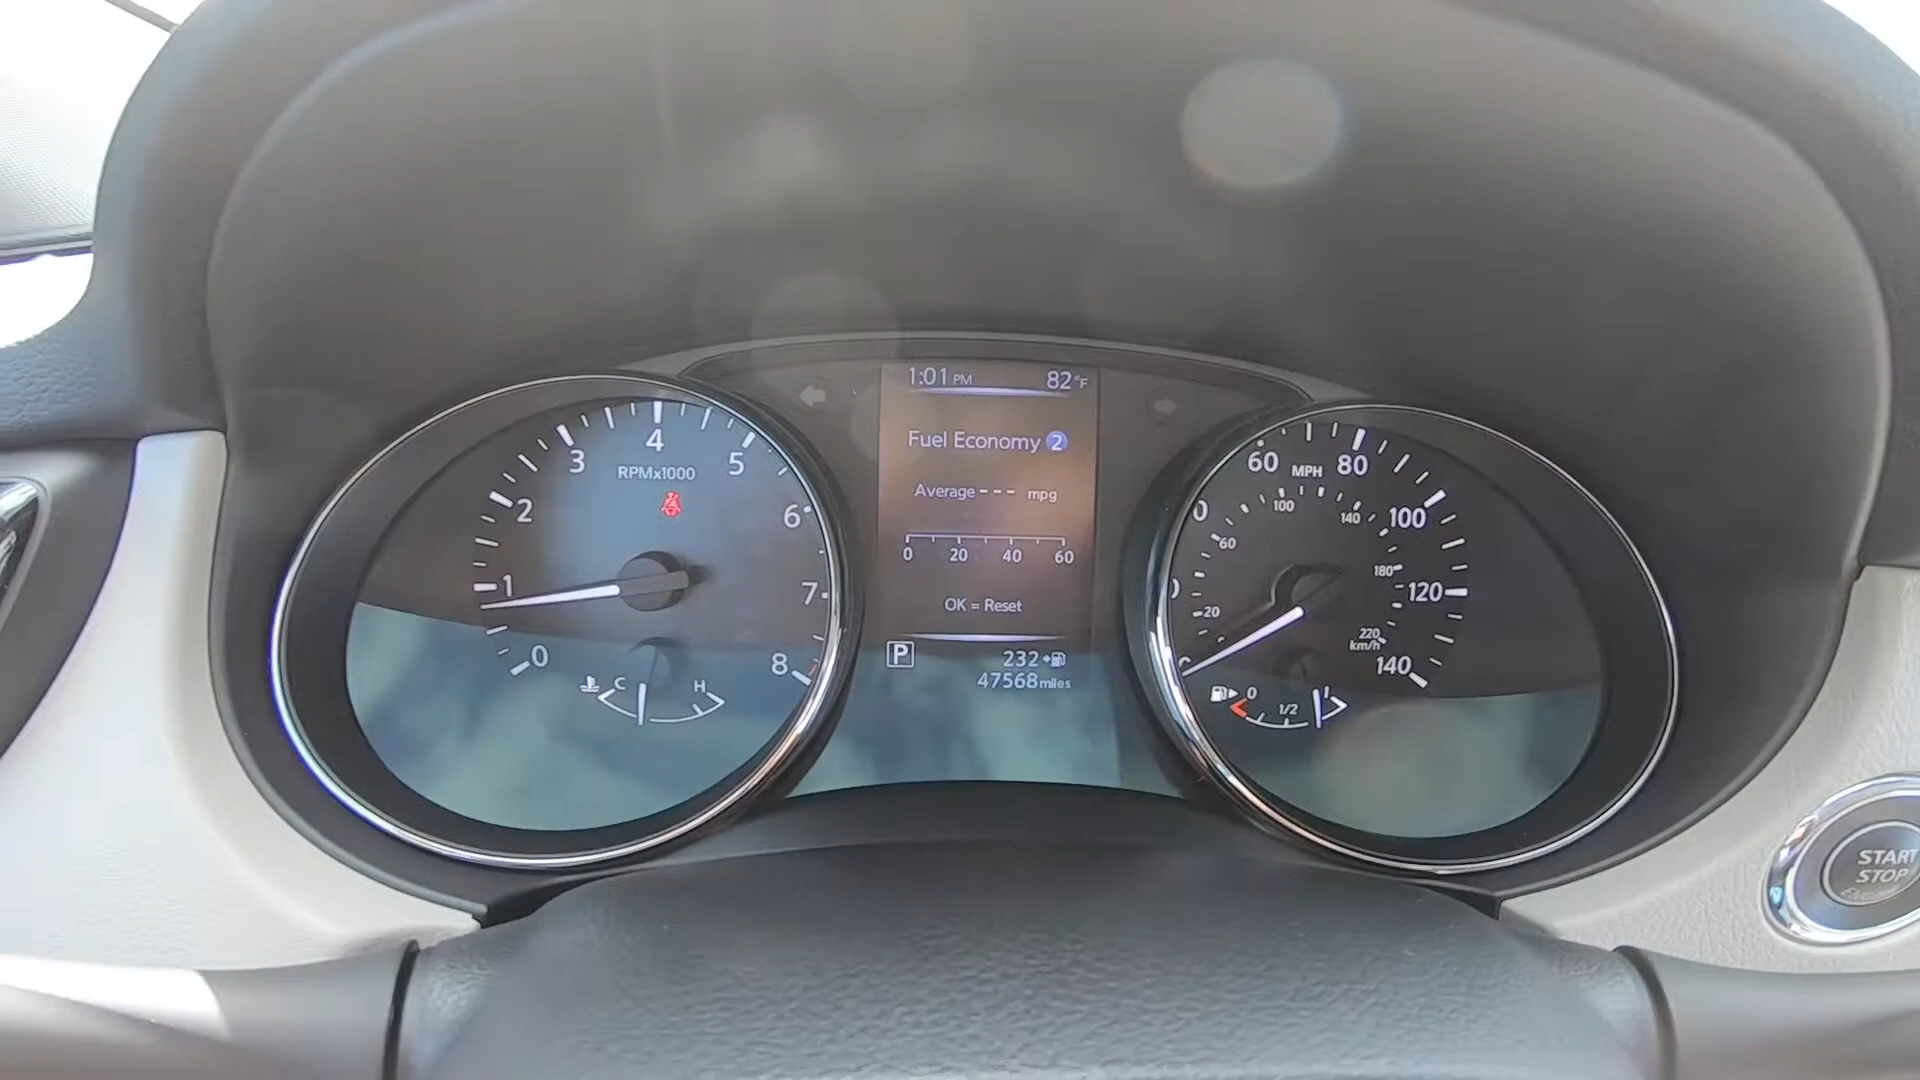 1:01 PM 82°F
Fuel Economy 2
Average --- mpg
0 20 40 60
OK = Reset
P 232
47568 miles
0 1 2 3 4 5 6 7 8
RPMx1000
C H
60 80 100 120 140
MPH
20 60 100 140 180 220
km/h
0 1/2 1
START
STOP
ENGINE